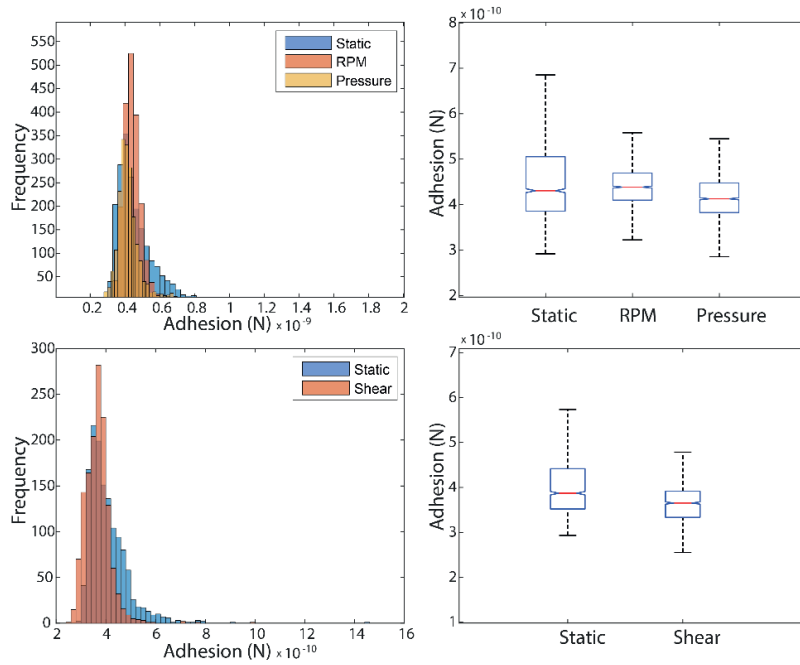 550
500
450
400
350
300
250
200
150
100
50
Frequency
Static
RPM
Pressure
0.2 0.4 0.6 0.8 1 1.2 1.4 1.6 1.8 2
Adhesion (N) × 10⁻⁹
8 × 10⁻¹⁰
7
6
5
4
3
2
Adhesion (N)
Static RPM Pressure
300
250
200
150
100
50
0
Frequency
Static
Shear
2 4 6 8 10 12 14 16
Adhesion (N) × 10⁻¹⁰
7 × 10⁻¹⁰
6
5
4
3
2
1
Adhesion (N)
Static Shear